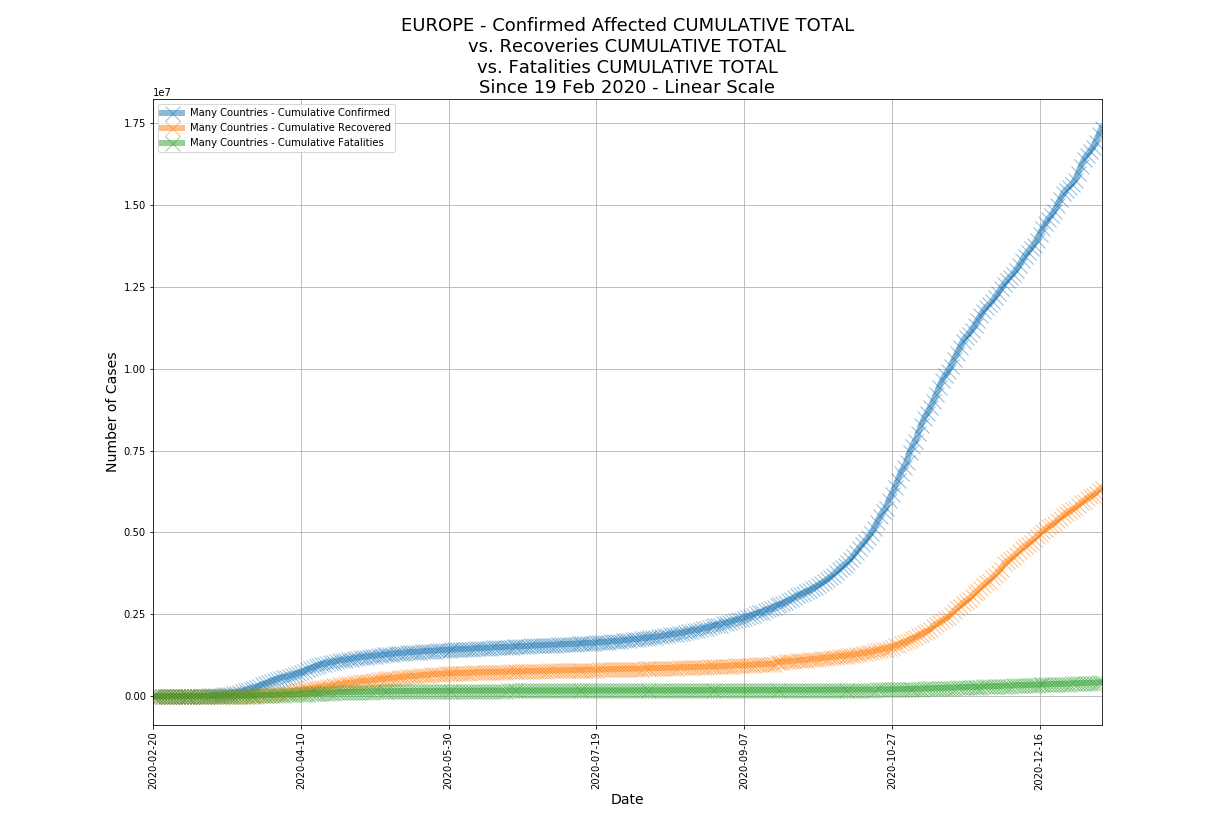 EUROPE - Confirmed Affected CUMULATIVE TOTAL
vs. Recoveries CUMULATIVE TOTAL
vs. Fatalities CUMULATIVE TOTAL
Since 19 Feb 2020 - Linear Scale
1e7
Many Countries - Cumulative Confirmed
Many Countries - Cumulative Recovered
Many Countries - Cumulative Fatalities
1.75
1.50
1.25
1.00
0.75
0.50
0.25
0.00
Number of Cases
2020-02-20
2020-04-10
2020-05-30
2020-07-19
2020-09-07
2020-10-27
2020-12-16
Date